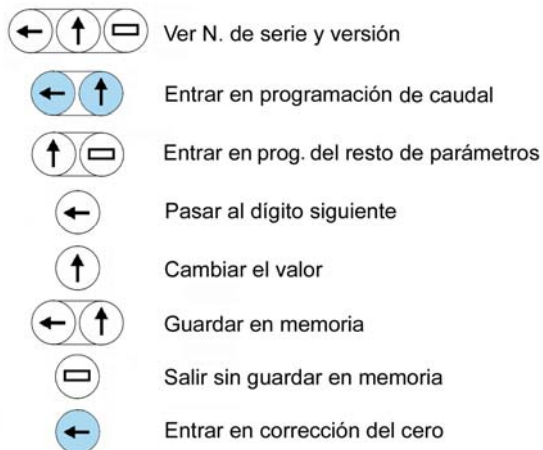 Ver N. de serie y versión
Entrar en programación de caudal
Entrar en prog. del resto de parámetros
Pasar al dígito siguiente
Cambiar el valor
Guardar en memoria
Salir sin guardar en memoria
Entrar en corrección del cero